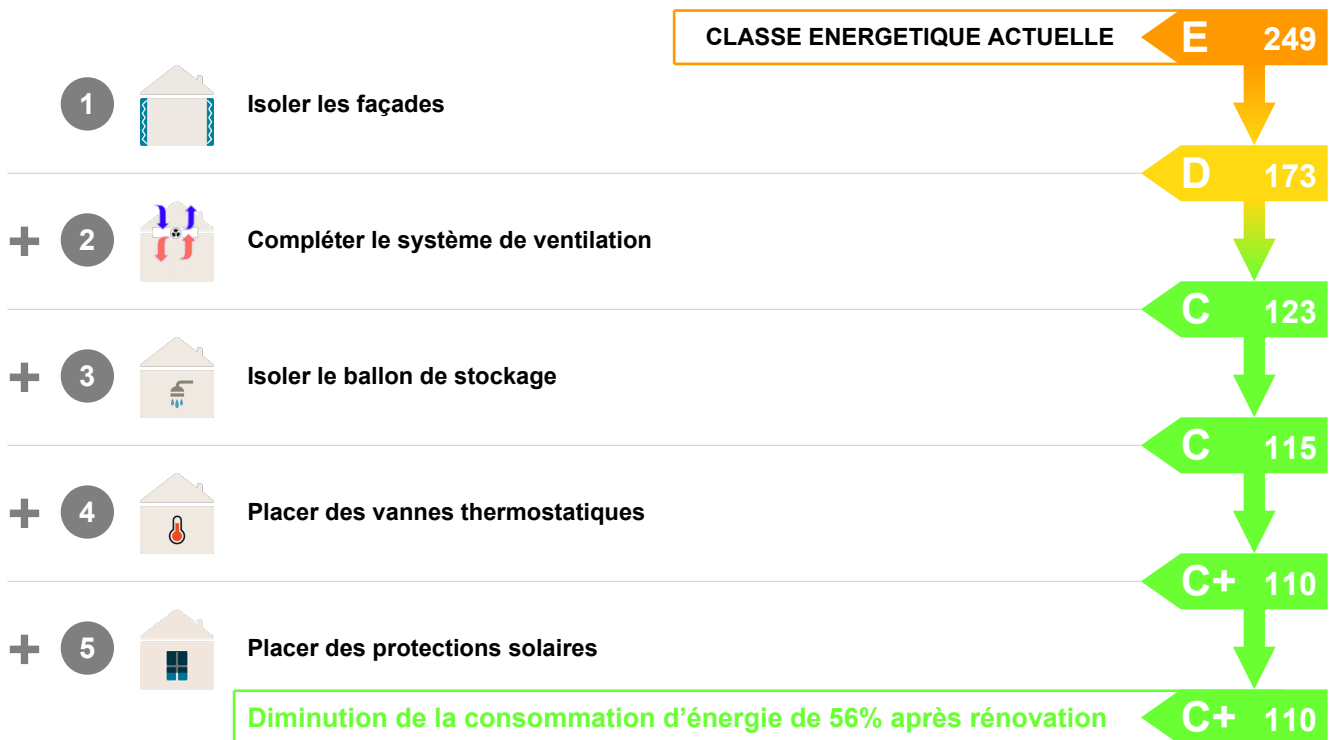 CLASSE ENERGETIQUE ACTUELLE E 249
1 Isoler les façades
D 173
+ 2 Compléter le système de ventilation
C 123
+ 3 Isoler le ballon de stockage
C 115
+ 4 Placer des vannes thermostatiques
C+ 110
+ 5 Placer des protections solaires
Diminution de la consommation d’énergie de 56% après rénovation C+ 110